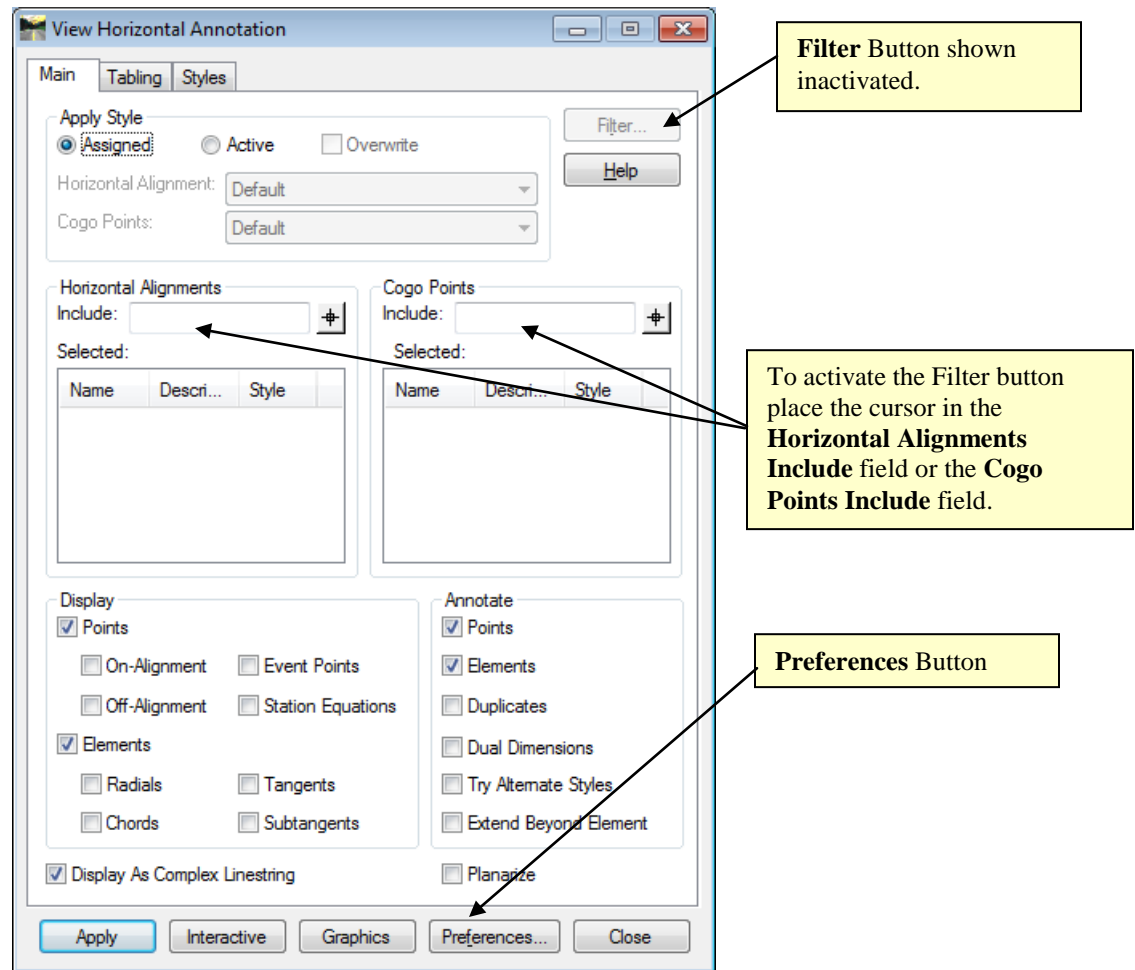 View Horizontal Annotation
Main Tabling Styles
Apply Style
Assigned Active Overwrite
Horizontal Alignment: Default
Cogo Points: Default
Filter...
Help
Horizontal Alignments
Include:
Selected:
Name Descri... Style
Cogo Points
Include:
Selected:
Name Descri... Style
Display
Points
On-Alignment Event Points
Off-Alignment Station Equations
Elements
Radials Tangents
Chords Subtangents
Annotate
Points
Elements
Duplicates
Dual Dimensions
Try Alternate Styles
Extend Beyond Element
Display As Complex Linestring Planarize
Apply Interactive Graphics Preferences... Close
Filter Button shown
inactivated.
To activate the Filter button
place the cursor in the
Horizontal Alignments
Include field or the Cogo
Points Include field.
Preferences Button